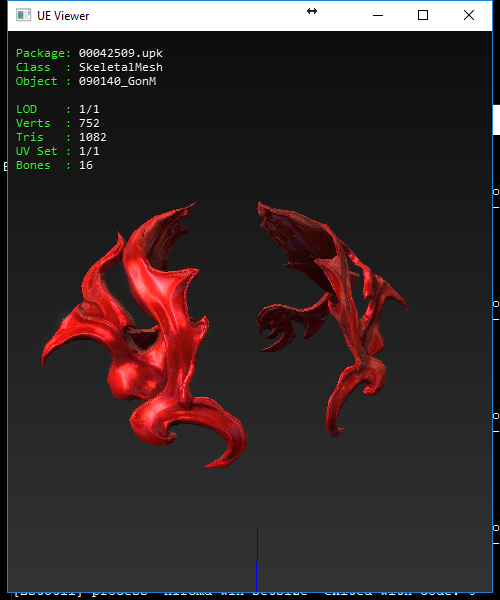 UE Viewer
Package: 00042509.upk
Class : SkeletalMesh
Object : 090140_GonM
LOD : 1/1
Verts : 752
Tris : 1082
UV Set : 1/1
Bones : 16